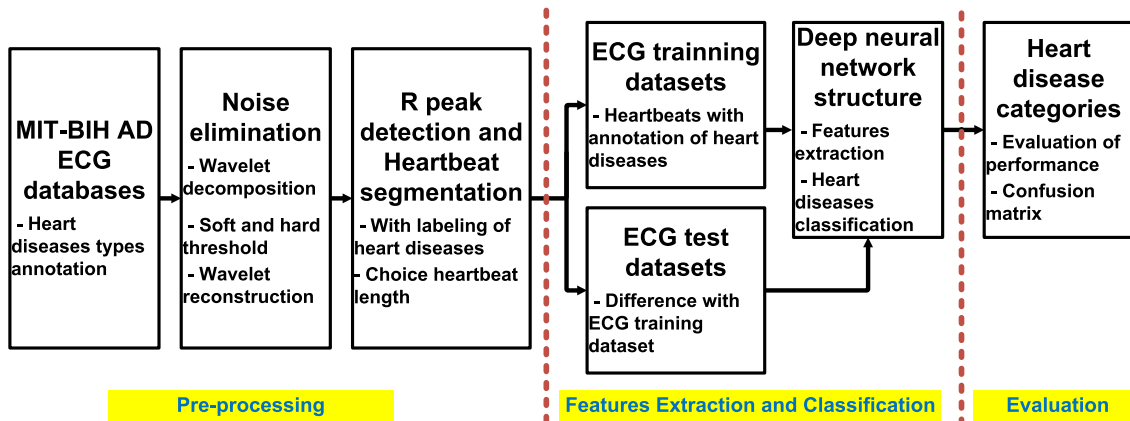 MIT-BIH AD
ECG
databases
- Heart
diseases types
annotation
Noise
elimination
- Wavelet
decomposition
- Soft and hard
threshold
- Wavelet
reconstruction
R peak
detection and
Heartbeat
segmentation
- With labeling of
heart diseases
- Choice heartbeat
length
ECG trainning
datasets
- Heartbeats with
annotation of heart
diseases
ECG test
datasets
- Difference with
ECG training
dataset
Deep neural
network
structure
- Features
extraction
- Heart
diseases
classification
Heart
disease
categories
- Evaluation of
performance
- Confusion
matrix
Pre-processing
Features Extraction and Classification
Evaluation